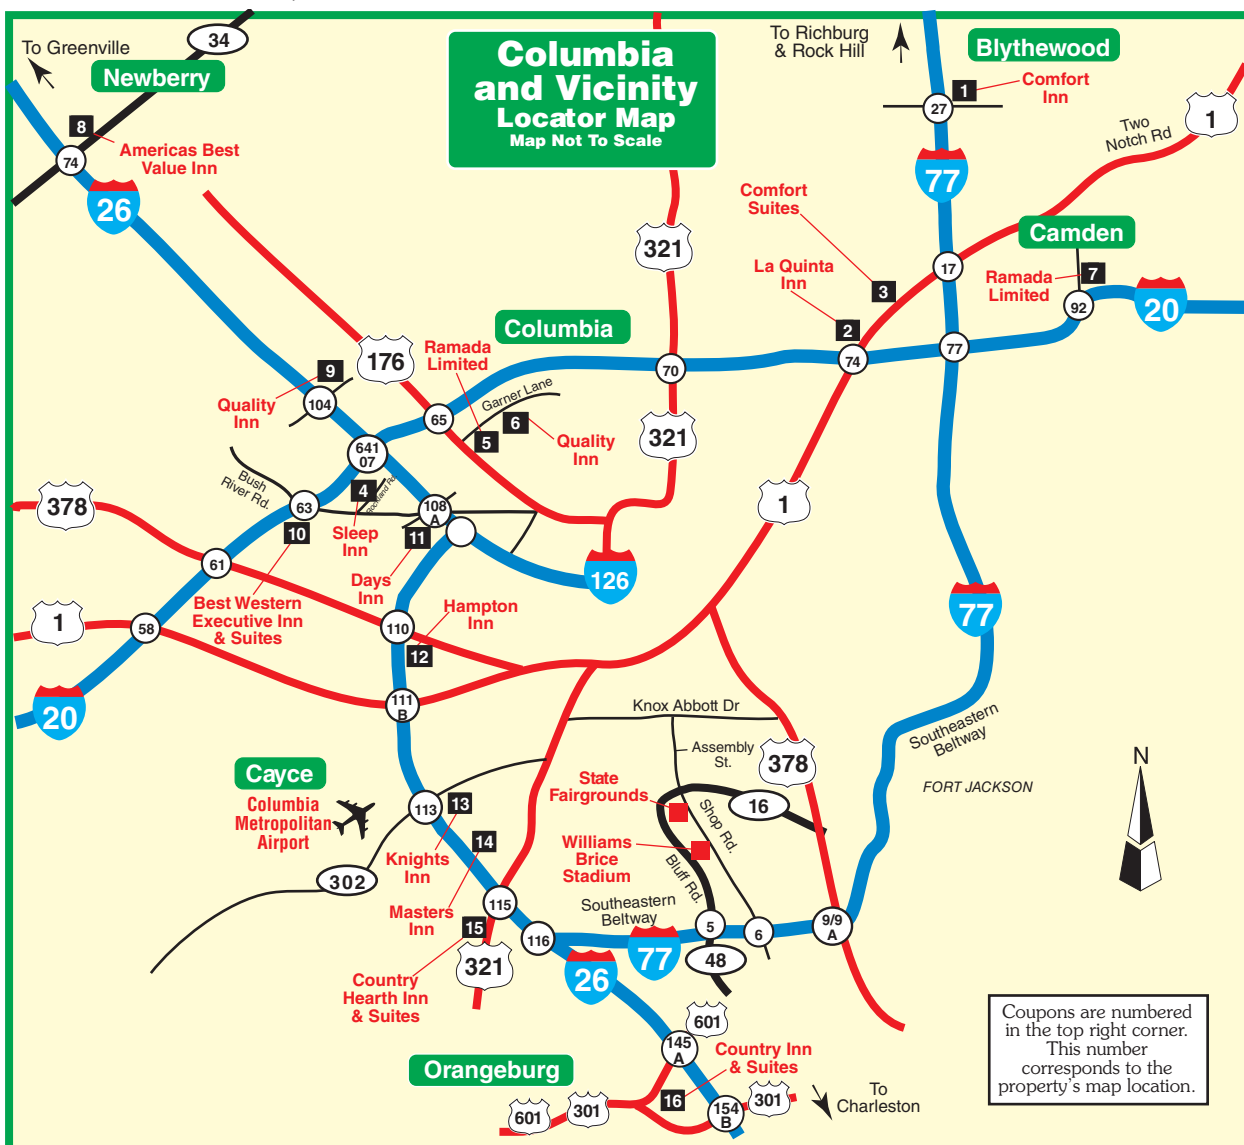 To Greenville
34
Newberry
8
74
Americas Best
Value Inn
26
Columbia
and Vicinity
Locator Map
Map Not To Scale
To Richburg
& Rock Hill
Blythewood
1
Comfort
Inn
27
Two
Notch Rd
1
77
Comfort
Suites
321
Camden
17
La Quinta
Inn
3
Ramada
Limited
7
92
20
2
74
77
Columbia
176
Ramada
Limited
70
9
104
Quality
Inn
65
Garner Lane
5
6
Quality
Inn
321
641
07
Bush
River Rd.
378
63
4
Rockland Rd.
108
A
1
10
Sleep
Inn
11
61
Days
Inn
126
77
Best Western
Executive Inn
& Suites
Hampton
Inn
1
58
110
12
20
111
B
Knox Abbott Dr
Southeastern
Beltway
Assembly
St.
378
FORT JACKSON
N
Cayce
Columbia
Metropolitan
Airport
State
Fairgrounds
16
Shop Rd.
113
13
14
Knights
Inn
Williams
Brice
Stadium
Bluff Rd.
302
Masters
Inn
115
Southeastern
Beltway
15
116
5
6
9/9
A
77
48
321
26
Country
Hearth Inn
& Suites
601
145
A
Country Inn
& Suites
Orangeburg
16
601
301
154
B
301
To
Charleston
Coupons are numbered
in the top right corner.
This number
corresponds to the
property's map location.